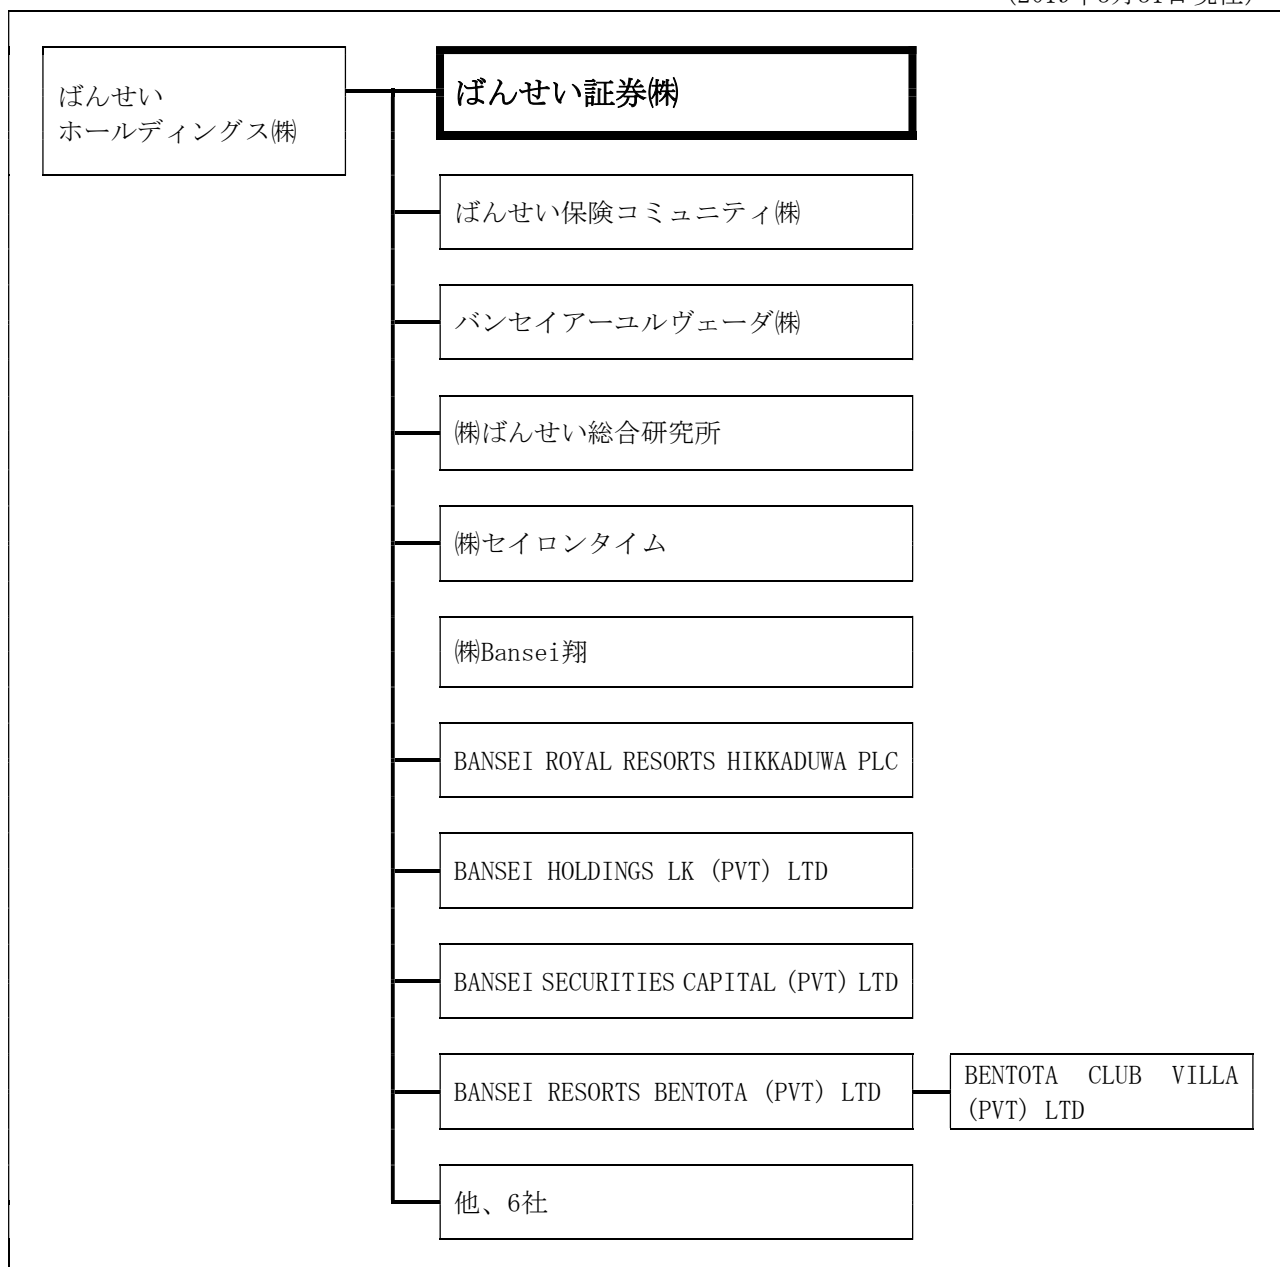 ばんせい
ホールディングス㈱
ばんせい証券㈱
ばんせい保険コミュニティ㈱
バンセイアーユルヴェーダ㈱
㈱ばんせい総合研究所
㈱セイロンタイム
㈱Bansei翔
BANSEI ROYAL RESORTS HIKKADUWA PLC
BANSEI HOLDINGS LK (PVT) LTD
BANSEI SECURITIES CAPITAL (PVT) LTD
BANSEI RESORTS BENTOTA (PVT) LTD
BENTOTA CLUB VILLA
(PVT) LTD
他、6社